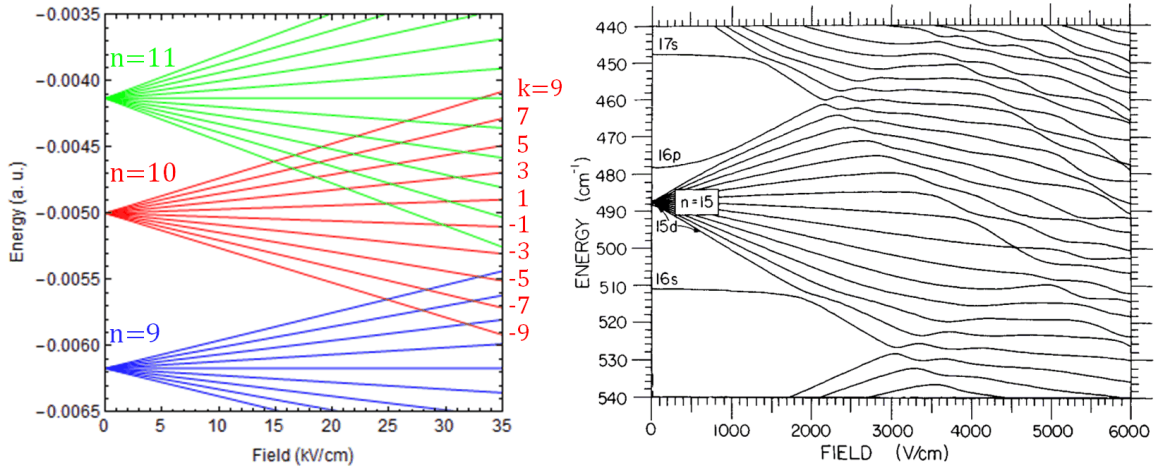 -0.0035
-0.0040
-0.0045
-0.0050
-0.0055
-0.0060
-0.0065
Energy (a. u.)
n=11
n=10
n=9
k=9
7
5
3
1
-1
-3
-5
-7
-9
0 5 10 15 20 25 30 35
Field (kV/cm)
440
450
460
470
480
490
500
510
520
530
540
ENERGY (cm⁻¹)
17s
16p
n=15
15d
16s
0 1000 2000 3000 4000 5000 6000
FIELD (V/cm)